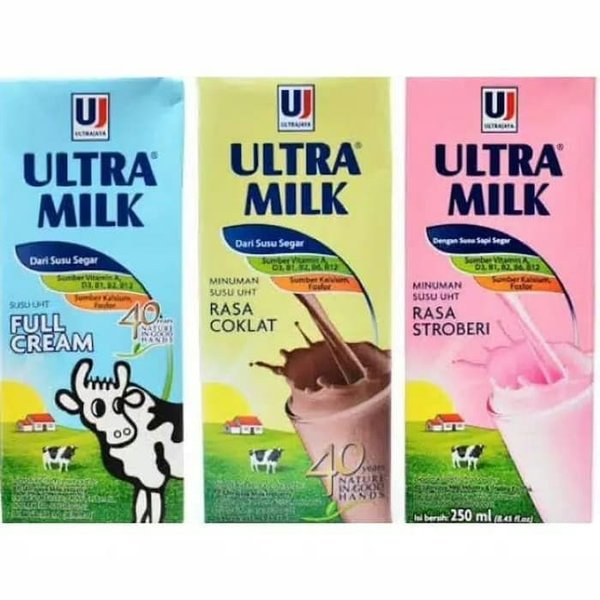 UJ
ULTRAJAYA
ULTRA®
MILK
Dari Susu Segar
Sumber Vitamin A,
D3, B1, B2, B6, B12
Sumber Kalsium,
Fosfor
SUSU UHT
FULL
CREAM
40 years
NATURE
IN GOOD
HANDS
UJ
ULTRAJAYA
ULTRA®
MILK
Dari Susu Segar
Sumber Vitamin A,
D3, B1, B2, B6, B12
Sumber Kalsium,
Fosfor
MINUMAN
SUSU UHT
RASA
COKLAT
40 years
NATURE
IN GOOD
HANDS
UJ
ULTRAJAYA
ULTRA®
MILK
Dengan Susu Sapi Segar
Sumber Vitamin A,
D3, B1, B2, B6, B12
Sumber Kalsium,
Fosfor
MINUMAN
SUSU UHT
RASA
STROBERI
Isi bersih: 250 ml (8.45 fl.oz)